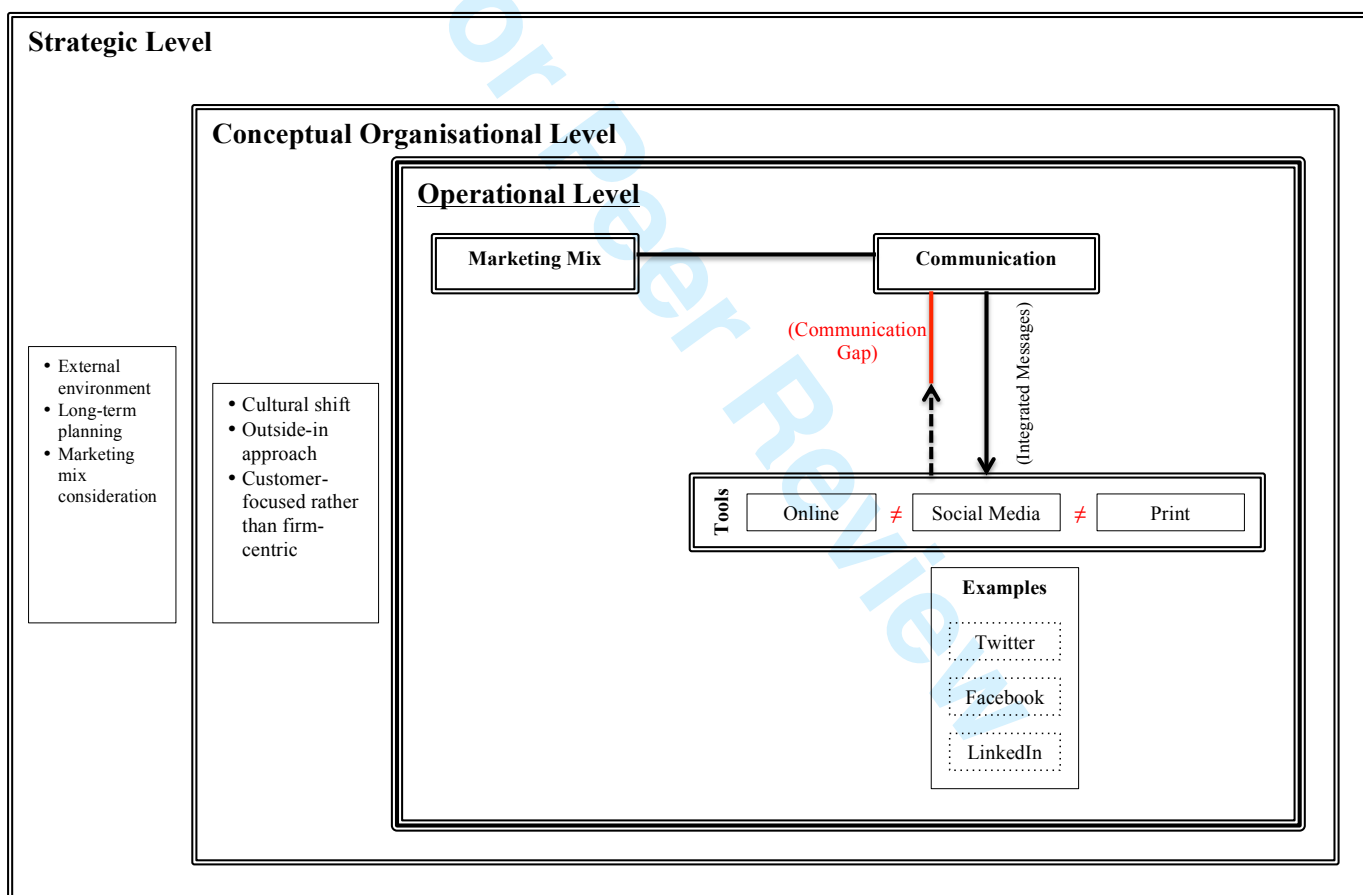 Strategic Level
Conceptual Organisational Level
Operational Level
Marketing Mix
Communication
(Communication
Gap)
(Integrated Messages)
• External
environment
• Long-term
planning
• Marketing
mix
consideration
• Cultural shift
• Outside-in
approach
• Customer-
focused rather
than firm-
centric
Tools
Online ≠ Social Media ≠ Print
Examples
Twitter
Facebook
LinkedIn
or Peer Review